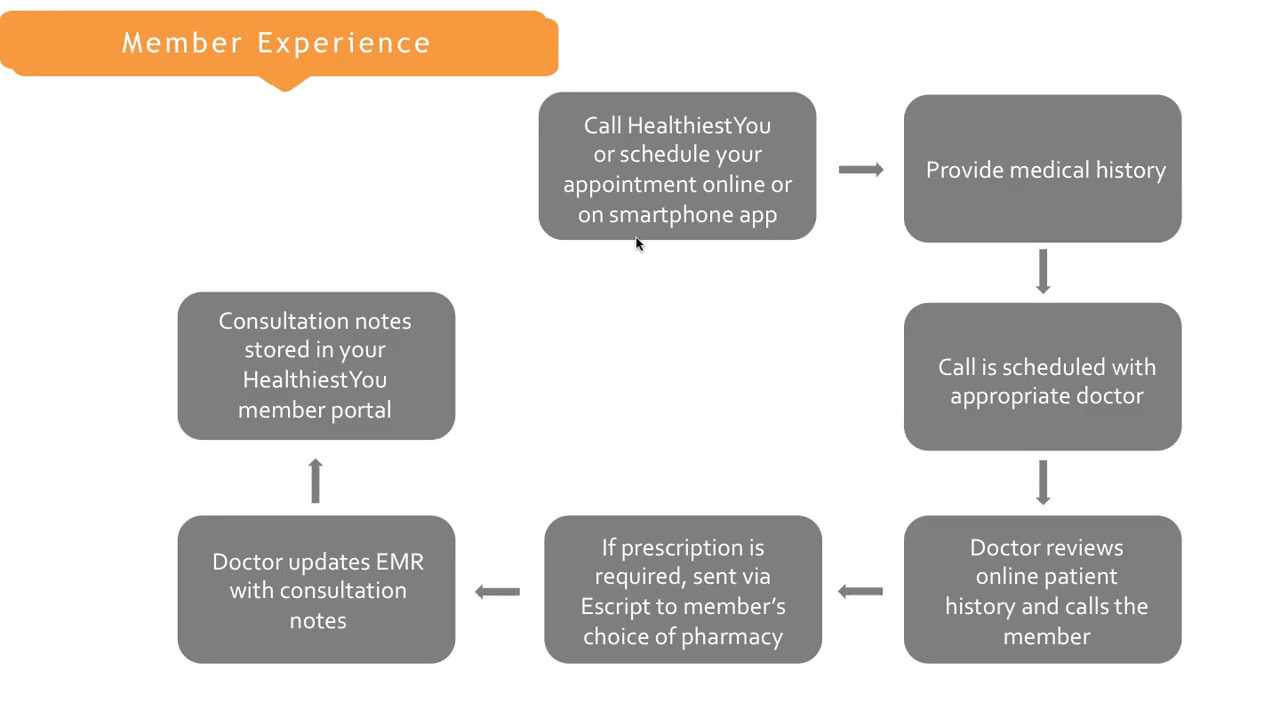 Member Experience
Call HealthiestYou
or schedule your
appointment online or
on smartphone app
Provide medical history
Call is scheduled with
appropriate doctor
Doctor reviews
online patient
history and calls the
member
If prescription is
required, sent via
Escript to member’s
choice of pharmacy
Doctor updates EMR
with consultation
notes
Consultation notes
stored in your
HealthiestYou
member portal